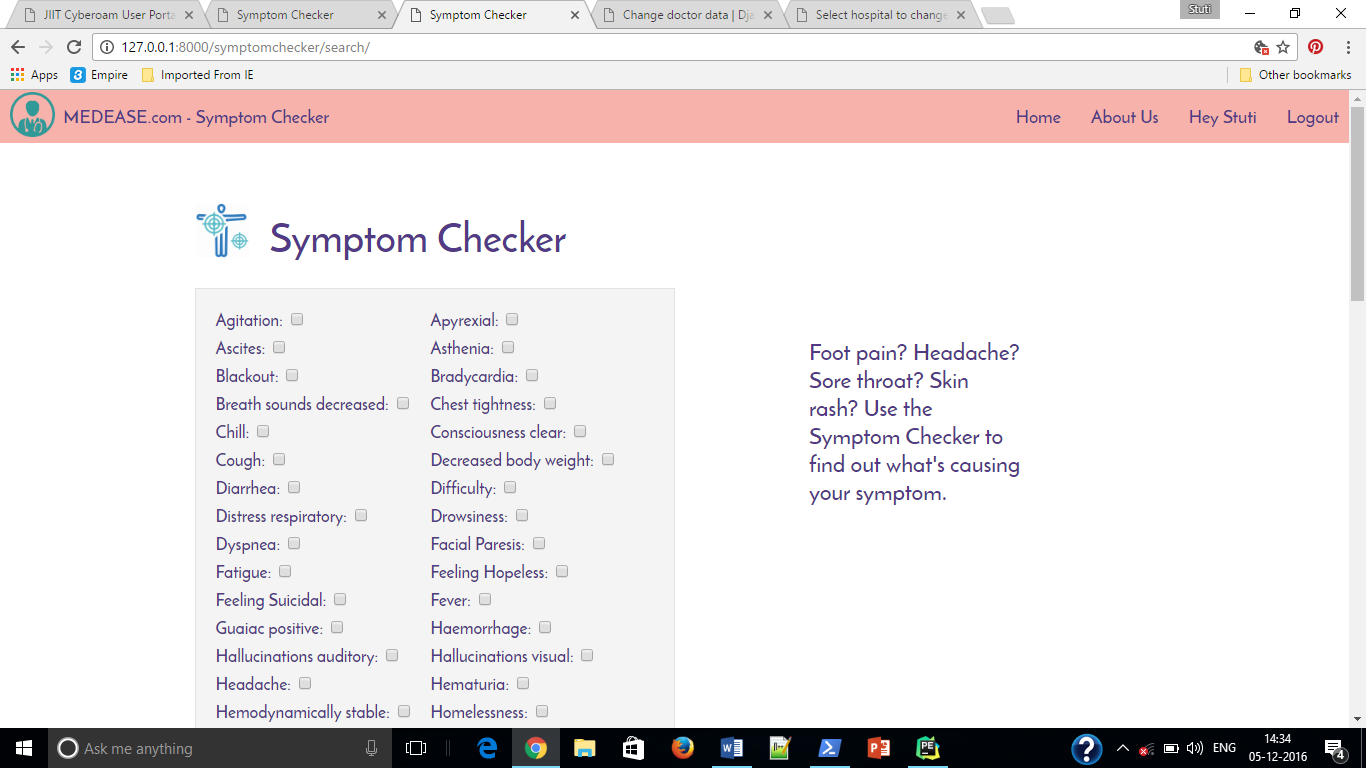 JIIT Cyberoam User Porta
Symptom Checker
Symptom Checker
Change doctor data | Dja
Select hospital to change
Stuti
127.0.0.1:8000/symptomchecker/search/
Apps
Empire
Imported From IE
Other bookmarks
MEDEASE.com - Symptom Checker
Home
About Us
Hey Stuti
Logout
Symptom Checker
Agitation:
Apyrexial:
Ascites:
Asthenia:
Blackout:
Bradycardia:
Breath sounds decreased:
Chest tightness:
Chill:
Consciousness clear:
Cough:
Decreased body weight:
Diarrhea:
Difficulty:
Distress respiratory:
Drowsiness:
Dyspnea:
Facial Paresis:
Fatigue:
Feeling Hopeless:
Feeling Suicidal:
Fever:
Guaiac positive:
Haemorrhage:
Hallucinations auditory:
Hallucinations visual:
Headache:
Hematuria:
Hemodynamically stable:
Homelessness:
Foot pain? Headache?
Sore throat? Skin
rash? Use the
Symptom Checker to
find out what's causing
your symptom.
Ask me anything
ENG
14:34
05-12-2016
4